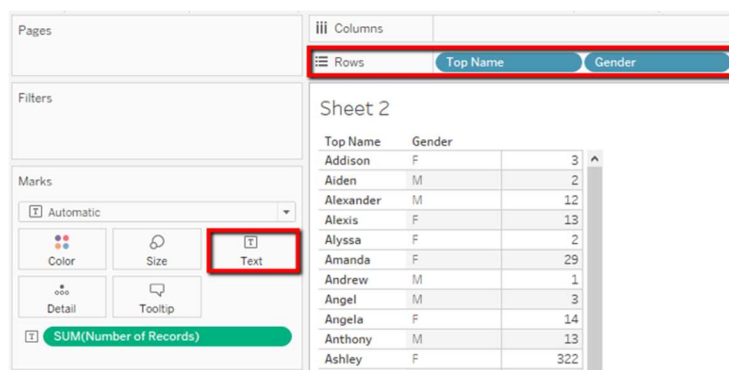 Pages
iii Columns
Rows Top Name Gender
Filters
Sheet 2
Top Name Gender
Addison F 3
Aiden M 2
Alexander M 12
Alexis F 13
Alyssa F 2
Amanda F 29
Andrew M 1
Angel M 3
Angela F 14
Anthony M 13
Ashley F 322
Marks
T Automatic
Color Size T Text
Detail Tooltip
T SUM(Number of Records)